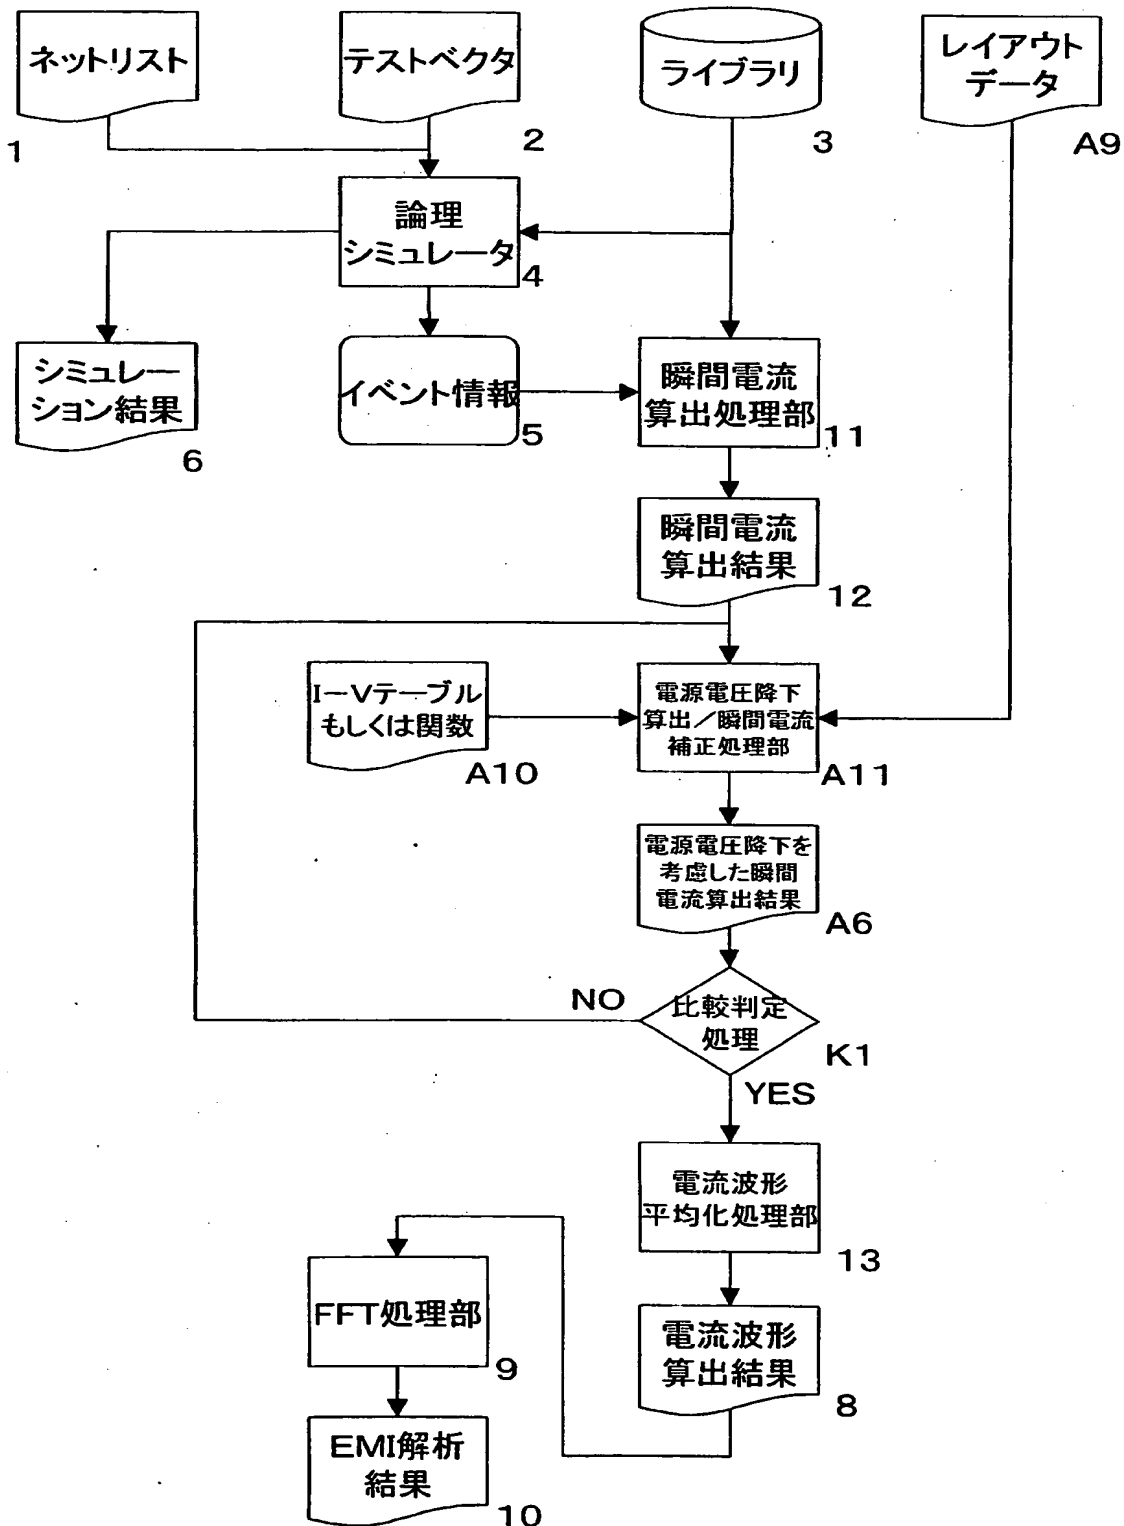 ネットリスト
1
テストベクタ
2
ライブラリ
3
レイアウト
データ
A9
論理
シミュレータ
4
シミュレー
ション結果
6
イベント情報
5
瞬間電流
算出処理部
11
瞬間電流
算出結果
12
I－Vテーブル
もしくは関数
A10
電源電圧降下
算出／瞬間電流
補正処理部
A11
電源電圧降下を
考慮した瞬間
電流算出結果
A6
NO
比較判定
処理
K1
YES
電流波形
平均化処理部
13
FFT処理部
9
電流波形
算出結果
8
EMI解析
結果
10